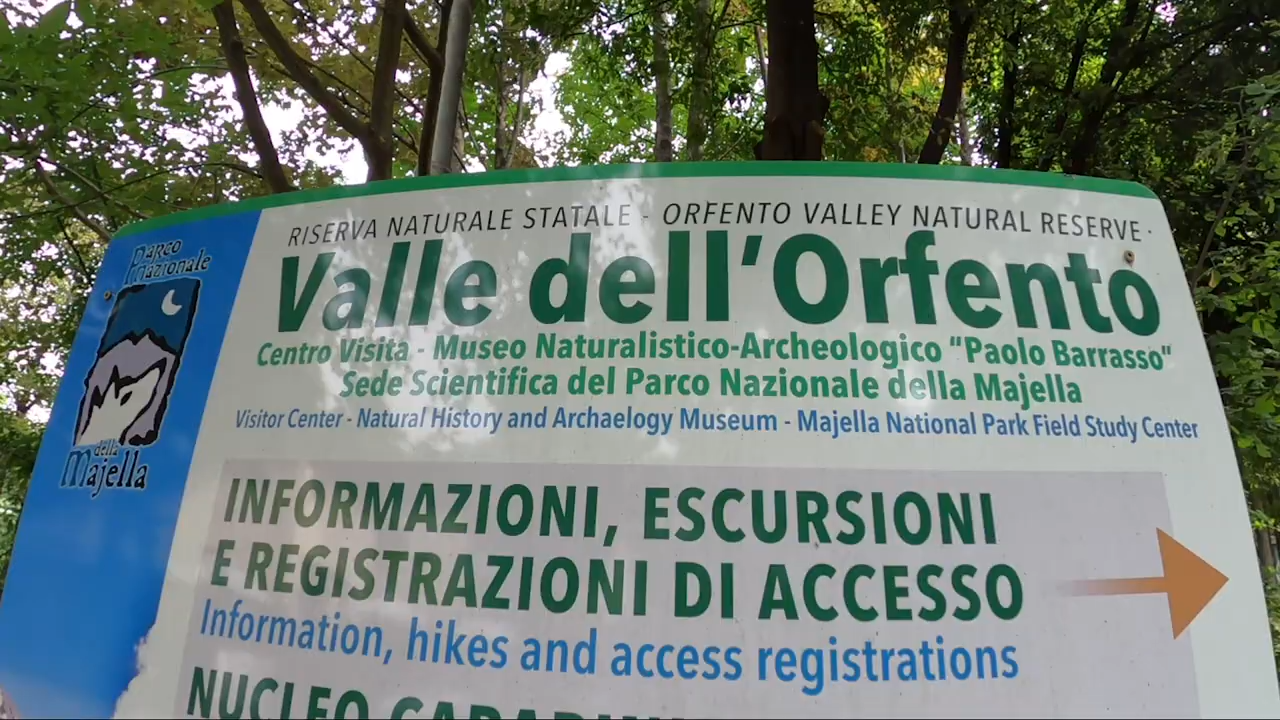 Parco
Nazionale
della
Majella
RISERVA NATURALE STATALE - ORFENTO VALLEY NATURAL RESERVE
Valle dell'Orfento
Centro Visita - Museo Naturalistico-Archeologico "Paolo Barrasso"
Sede Scientifica del Parco Nazionale della Majella
Visitor Center - Natural History and Archaelogy Museum - Majella National Park Field Study Center
INFORMAZIONI, ESCURSIONI
E REGISTRAZIONI DI ACCESSO
Information, hikes and access registrations
NUCLEO